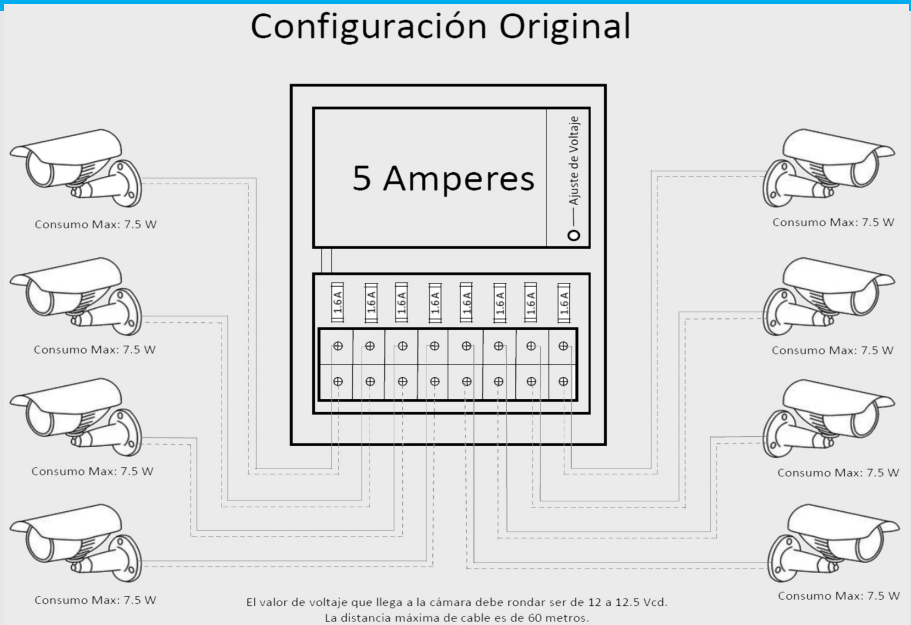 Configuración Original
5 Amperes
Ajuste de Voltaje
1.6A
1.6A
1.6A
1.6A
1.6A
1.6A
1.6A
1.6A
Consumo Max: 7.5 W
Consumo Max: 7.5 W
Consumo Max: 7.5 W
Consumo Max: 7.5 W
Consumo Max: 7.5 W
Consumo Max: 7.5 W
Consumo Max: 7.5 W
Consumo Max: 7.5 W
El valor de voltaje que llega a la cámara debe rondar ser de 12 a 12.5 Vcd.
La distancia máxima de cable es de 60 metros.